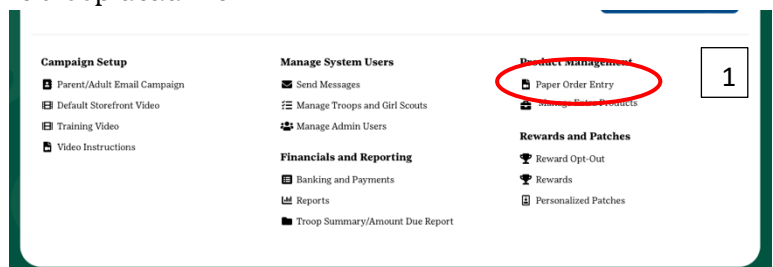 Campaign Setup
Parent/Adult Email Campaign
Default Storefront Video
Training Video
Video Instructions
Manage System Users
Send Messages
Manage Troops and Girl Scouts
Manage Admin Users
Financials and Reporting
Banking and Payments
Reports
Troop Summary/Amount Due Report
Product Management
Paper Order Entry
Manage Extra Products
Rewards and Patches
Reward Opt-Out
Rewards
Personalized Patches
1